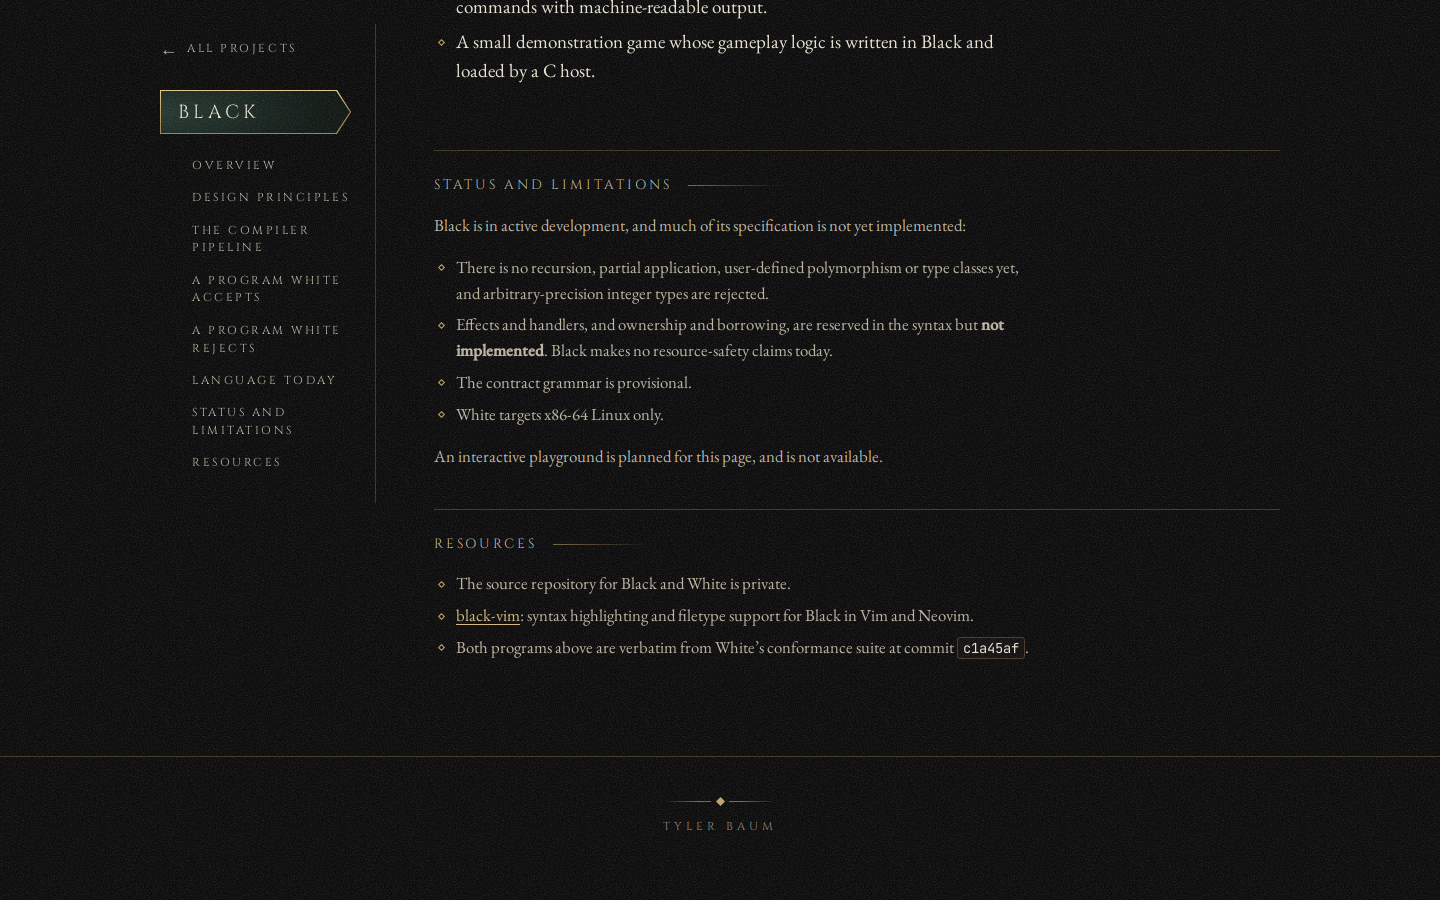 commands with machine-readable output.
← ALL PROJECTS
A small demonstration game whose gameplay logic is written in Black and
loaded by a C host.
BLACK
OVERVIEW
DESIGN PRINCIPLES
THE COMPILER
PIPELINE
A PROGRAM WHITE
ACCEPTS
A PROGRAM WHITE
REJECTS
LANGUAGE TODAY
STATUS AND
LIMITATIONS
RESOURCES
STATUS AND LIMITATIONS
Black is in active development, and much of its specification is not yet implemented:
There is no recursion, partial application, user-defined polymorphism or type classes yet,
and arbitrary-precision integer types are rejected.
Effects and handlers, and ownership and borrowing, are reserved in the syntax but not
implemented. Black makes no resource-safety claims today.
The contract grammar is provisional.
White targets x86-64 Linux only.
An interactive playground is planned for this page, and is not available.
RESOURCES
The source repository for Black and White is private.
black-vim: syntax highlighting and filetype support for Black in Vim and Neovim.
Both programs above are verbatim from White’s conformance suite at commit c1a45af.
TYLER BAUM